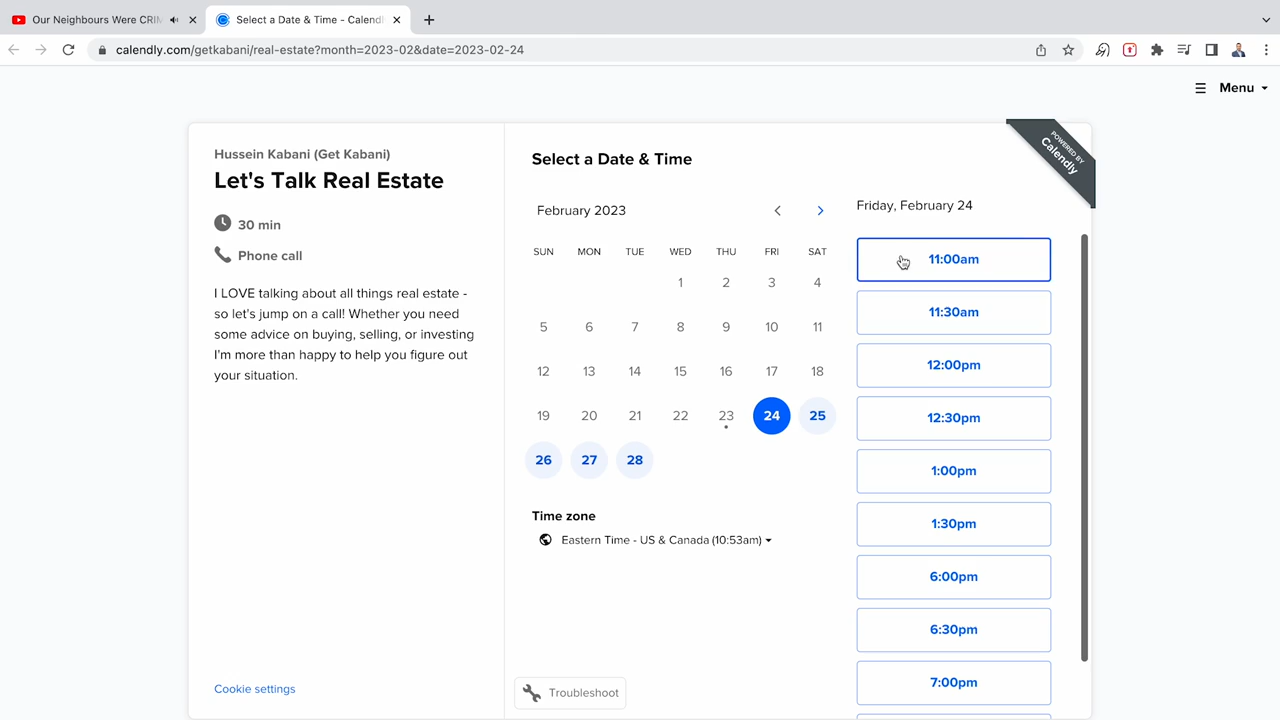 Our Neighbours Were CRIM
Select a Date & Time - Calendl
calendly.com/getkabani/real-estate?month=2023-02&date=2023-02-24
Menu
Hussein Kabani (Get Kabani)
Let's Talk Real Estate
30 min
Phone call
I LOVE talking about all things real estate -
so let's jump on a call! Whether you need
some advice on buying, selling, or investing
I'm more than happy to help you figure out
your situation.
Cookie settings
Select a Date & Time
February 2023
SUN MON TUE WED THU FRI SAT
1 2 3 4
5 6 7 8 9 10 11
12 13 14 15 16 17 18
19 20 21 22 23 24 25
26 27 28
Time zone
Eastern Time - US & Canada (10:53am)
Troubleshoot
POWERED BY
Calendly
Friday, February 24
11:00am
11:30am
12:00pm
12:30pm
1:00pm
1:30pm
6:00pm
6:30pm
7:00pm